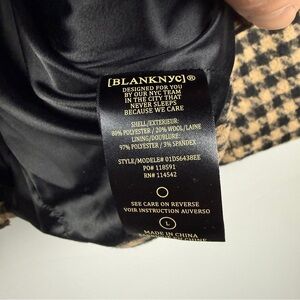 [BLANKNYC]®
DESIGNED FOR YOU
BY OUR NYC TEAM
IN THE CITY THAT
NEVER SLEEPS
BECAUSE WE CARE
SHELL/EXTERIEUR:
80% POLYESTER / 20% WOOL/LAINE
LINING/DOUBLURE:
97% POLYESTER / 3% SPANDEX
STYLE/MODELE# 01DS6438EE
PO# 118591
RN# 114542
SEE CARE ON REVERSE
VOIR INSTRUCTION AUVERSO
L
MADE IN CHINA